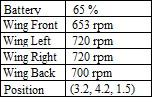 Battery 65 %
Wing Front 653 rpm
Wing Left 720 rpm
Wing Right 720 rpm
Wing Back 700 rpm
Position (3.2, 4.2, 1.5)